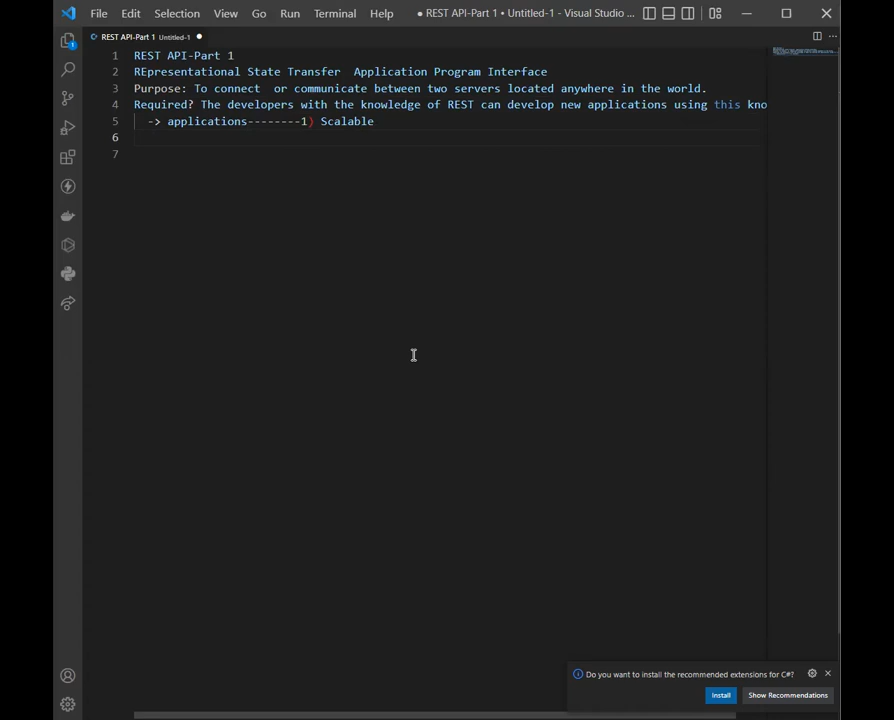 File Edit Selection View Go Run Terminal Help ● REST API-Part 1 • Untitled-1 - Visual Studio ...
REST API-Part 1 Untitled-1 ●
1 REST API-Part 1
2 REpresentational State Transfer  Application Program Interface
3 Purpose: To connect  or communicate between two servers located anywhere in the world.
4 Required? The developers with the knowledge of REST can develop new applications using this kno
5 -> applications--------1) Scalable
6
7
1
Do you want to install the recommended extensions for C#?
Install Show Recommendations